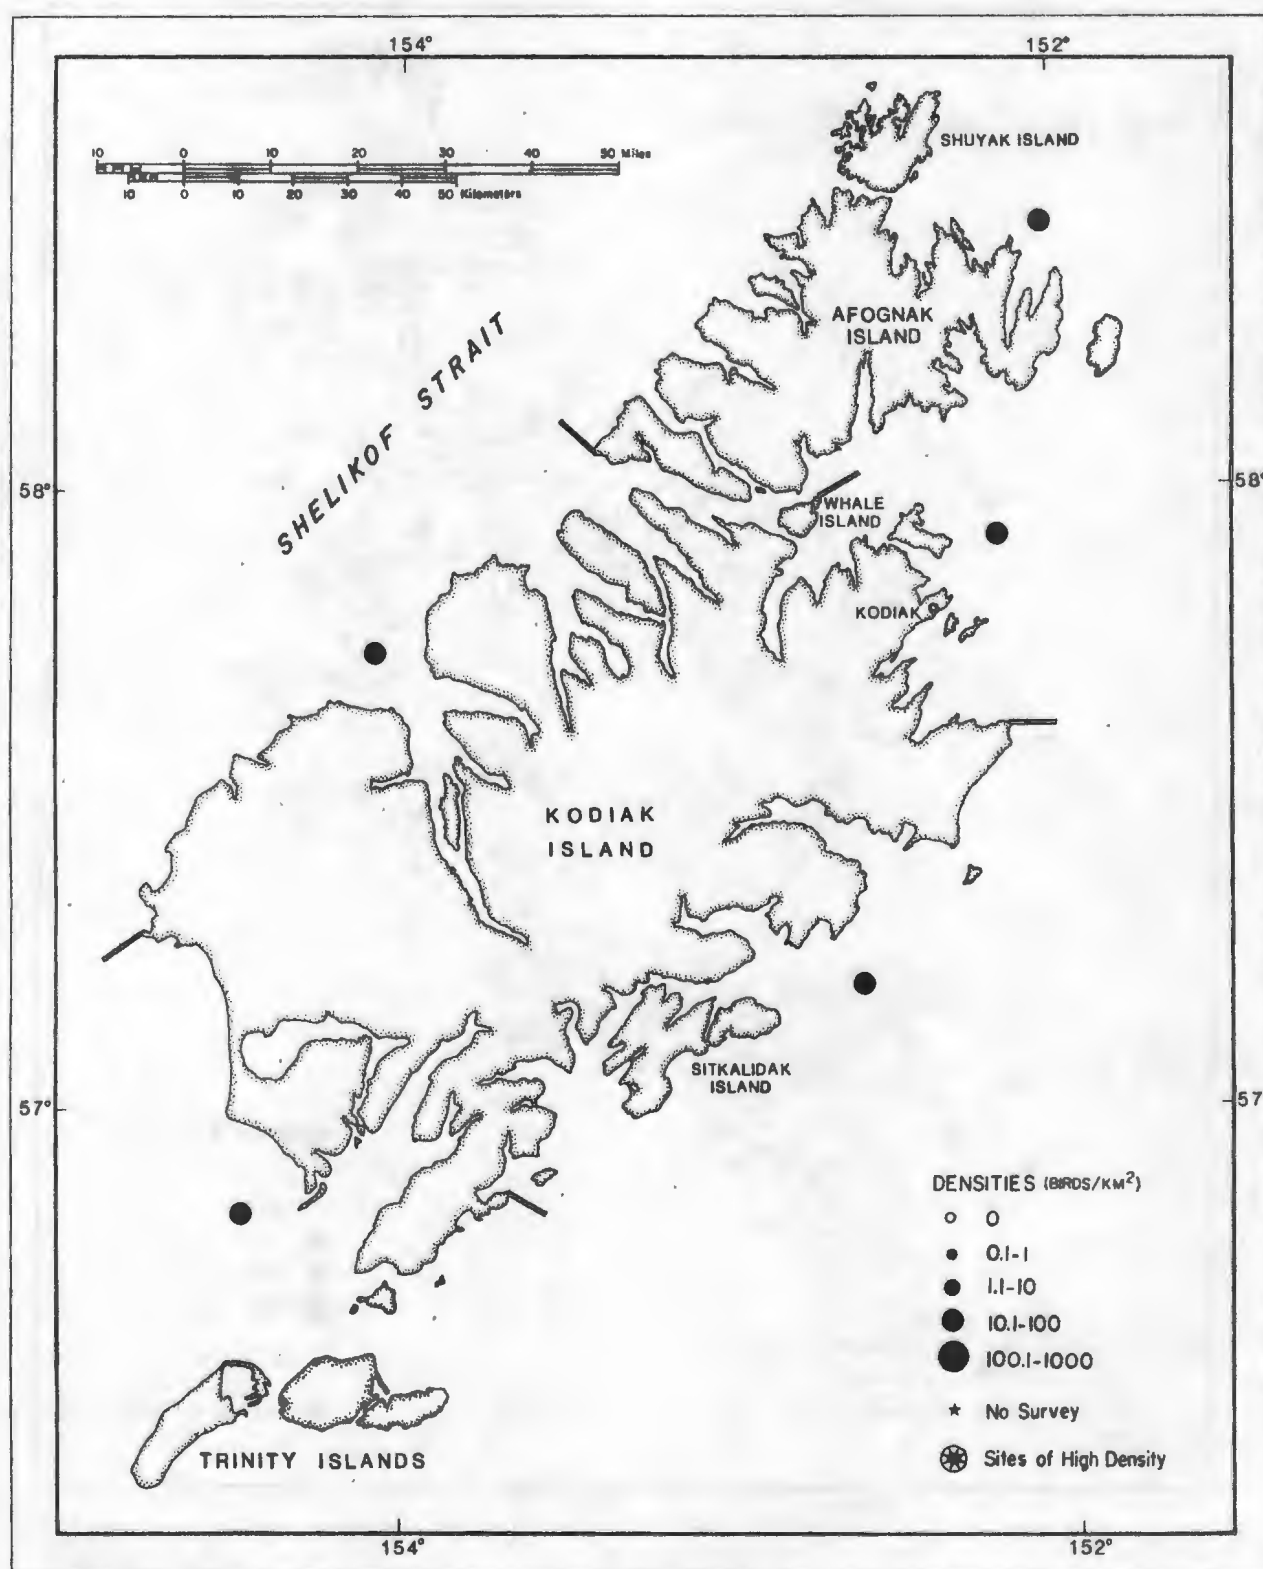 154°
152°
10 0 10 20 30 40 50 Miles
10 0 10 20 30 40 50 Kilometers
SHUYAK ISLAND
AFOGNAK
ISLAND
SHELIKOF STRAIT
58°
58°
WHALE
ISLAND
KODIAK
KODIAK
ISLAND
SITKALIDAK
ISLAND
57°
57
DENSITIES (BIRDS/KM²)
0
0.1-1
1.1-10
10.1-100
100.1-1000
No Survey
Sites of High Density
TRINITY ISLANDS
154°
152°